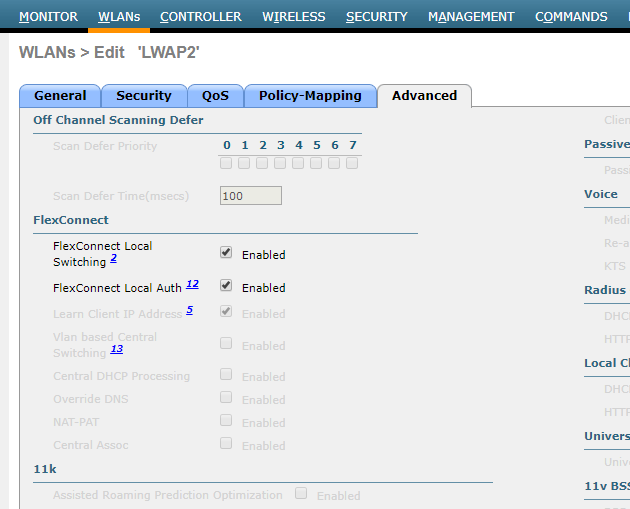 MONITOR WLANs CONTROLLER WIRELESS SECURITY MANAGEMENT COMMANDS
WLANs > Edit 'LWAP2'
General Security QoS Policy-Mapping Advanced
Off Channel Scanning Defer
Scan Defer Priority 0 1 2 3 4 5 6 7
Scan Defer Time(msecs) 100
FlexConnect
FlexConnect Local
Switching 2 Enabled
FlexConnect Local Auth 12 Enabled
Learn Client IP Address 5 Enabled
Vlan based Central
Switching 13 Enabled
Central DHCP Processing Enabled
Override DNS Enabled
NAT-PAT Enabled
Central Assoc Enabled
11k
Assisted Roaming Prediction Optimization Enabled
Clien
Passive
Pass
Voice
Medi
Re-a
KTS
Radius
DHCP
HTTP
Local Cl
DHCP
HTTP
Univers
Univ
11v BSS